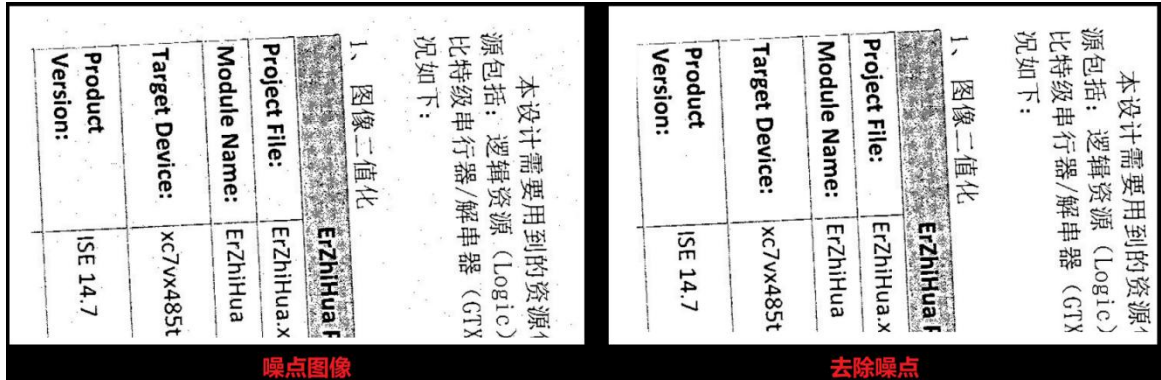 本设计需要用到的资源
源包括：逻辑资源（Logic）
比特级串行器/解串器（GTX
况如下：
1、 图像二值化
ErZhiHua
Project File: ErZhiHua.x
Module Name: ErZhiHua
Target Device: xc7vx485t
Product ISE 14.7
Version:
噪点图像
本设计需要用到的资源
源包括：逻辑资源（Logic）
比特级串行器/解串器（GTX
况如下：
1、 图像二值化
ErZhiHua
Project File: ErZhiHua.x
Module Name: ErZhiHua
Target Device: xc7vx485t
Product ISE 14.7
Version:
去除噪点